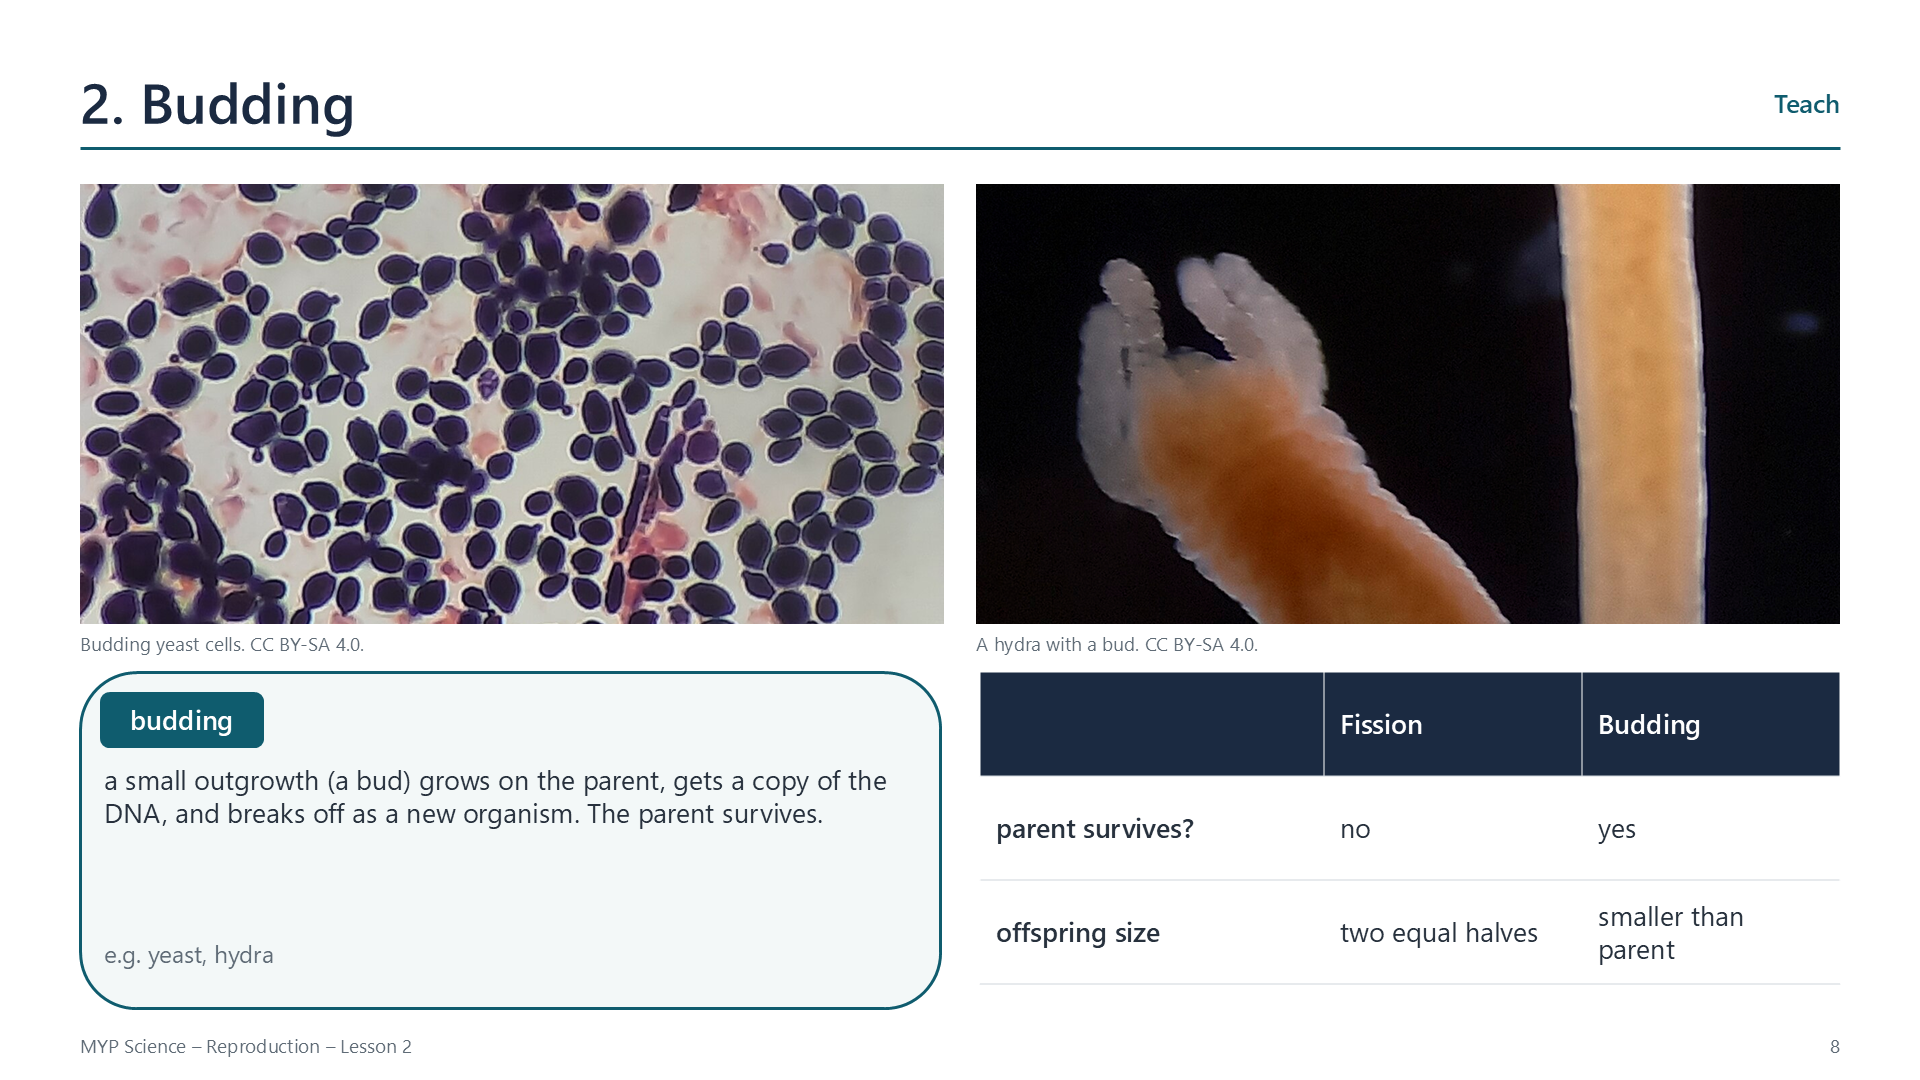 2. Budding
Teach
Budding yeast cells. CC BY-SA 4.0.
A hydra with a bud. CC BY-SA 4.0.
budding
a small outgrowth (a bud) grows on the parent, gets a copy of the
DNA, and breaks off as a new organism. The parent survives.
e.g. yeast, hydra
Fission
Budding
parent survives?
no
yes
offspring size
two equal halves
smaller than
parent
MYP Science – Reproduction – Lesson 2
8